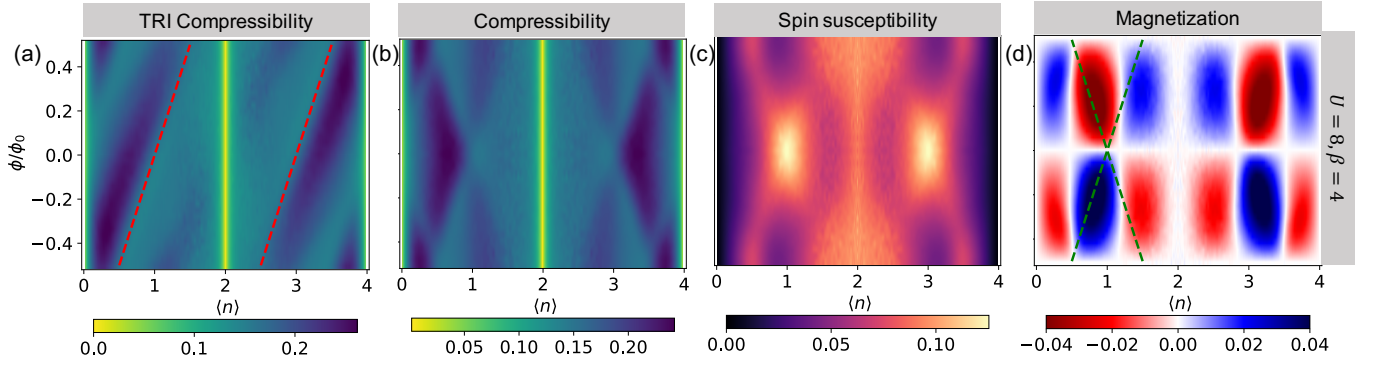 TRI Compressibility
Compressibility
Spin susceptibility
Magnetization
(a)
(b)
(c)
(d)
0.4
0.2
0.0
−0.2
−0.4
ϕ/ϕ₀
0 1 2 3 4
⟨n⟩
0 1 2 3 4
⟨n⟩
0 1 2 3 4
⟨n⟩
0 1 2 3 4
⟨n⟩
U = 8, β = 4
0.0 0.1 0.2
0.05 0.10 0.15 0.20
0.00 0.05 0.10
−0.04 −0.02 0.00 0.02 0.04